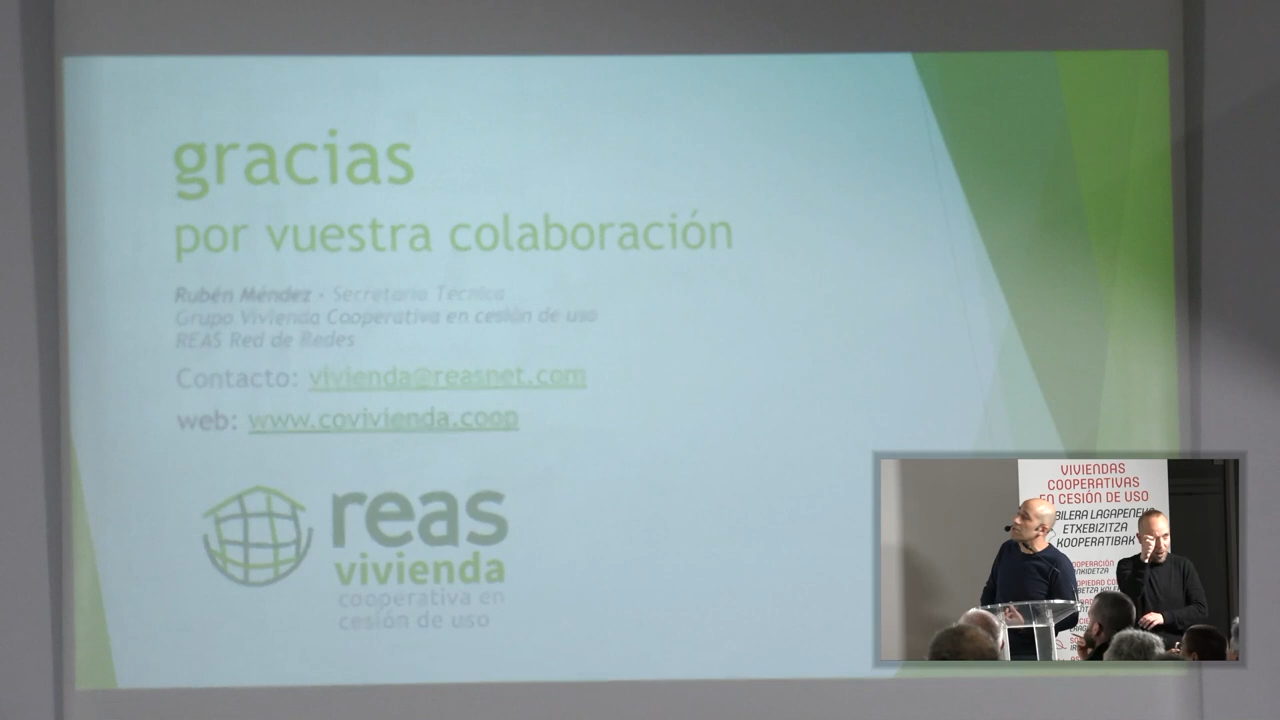 gracias
por vuestra colaboración
Rubén Méndez - Secretaria Tecnica
Grupo Vivienda Cooperativa en cesión de uso
REAS Red de Redes
Contacto: vivienda@reasnet.com
web: www.covivienda.coop
reas
vivienda
cooperativa en
cesión de uso
VIVIENDAS
COOPERATIVAS
EN CESIÓN DE USO
BILERA LAGAPENEKO
ETXEBIZITZA
KOOPERATIBAK